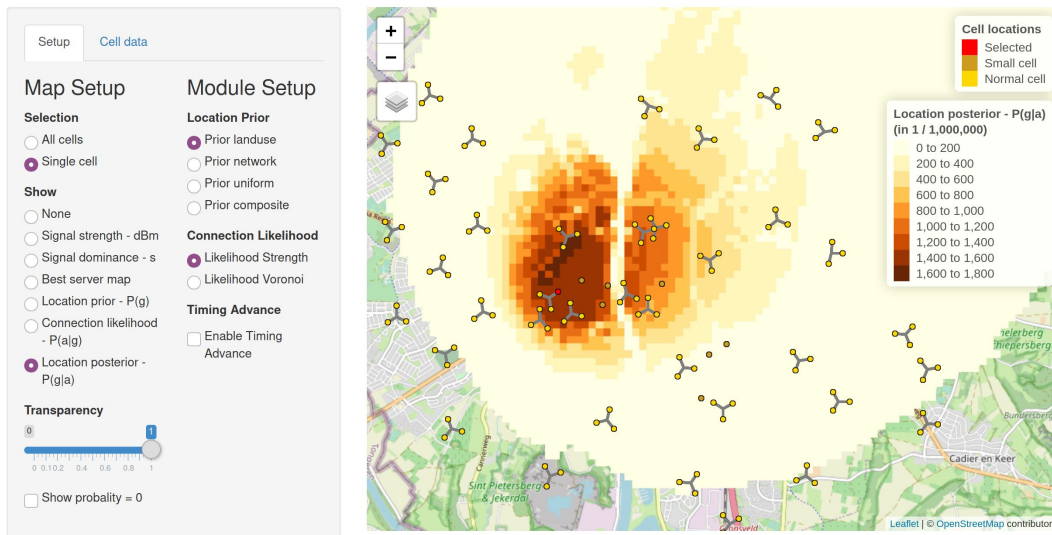 Setup
Cell data
Map Setup
Selection
All cells
Single cell
Show
None
Signal strength - dBm
Signal dominance - s
Best server map
Location prior - P(g)
Connection likelihood
- P(a|g)
Location posterior -
P(g|a)
Transparency
0
1
0 0.10.2 0.4 0.6 0.8 1
Show probality = 0
Module Setup
Location Prior
Prior landuse
Prior network
Prior uniform
Prior composite
Connection Likelihood
Likelihood Strength
Likelihood Voronoi
Timing Advance
Enable Timing
Advance
+
−
Cell locations
Selected
Small cell
Normal cell
Location posterior - P(g|a)
(in 1 / 1,000,000)
0 to 200
200 to 400
400 to 600
600 to 800
800 to 1,000
1,000 to 1,200
1,200 to 1,400
1,400 to 1,600
1,600 to 1,800
Cannerweg
Sint Pietersberg
& Jekerdal
Cadier en Keer
Leaflet | © OpenStreetMap contributor